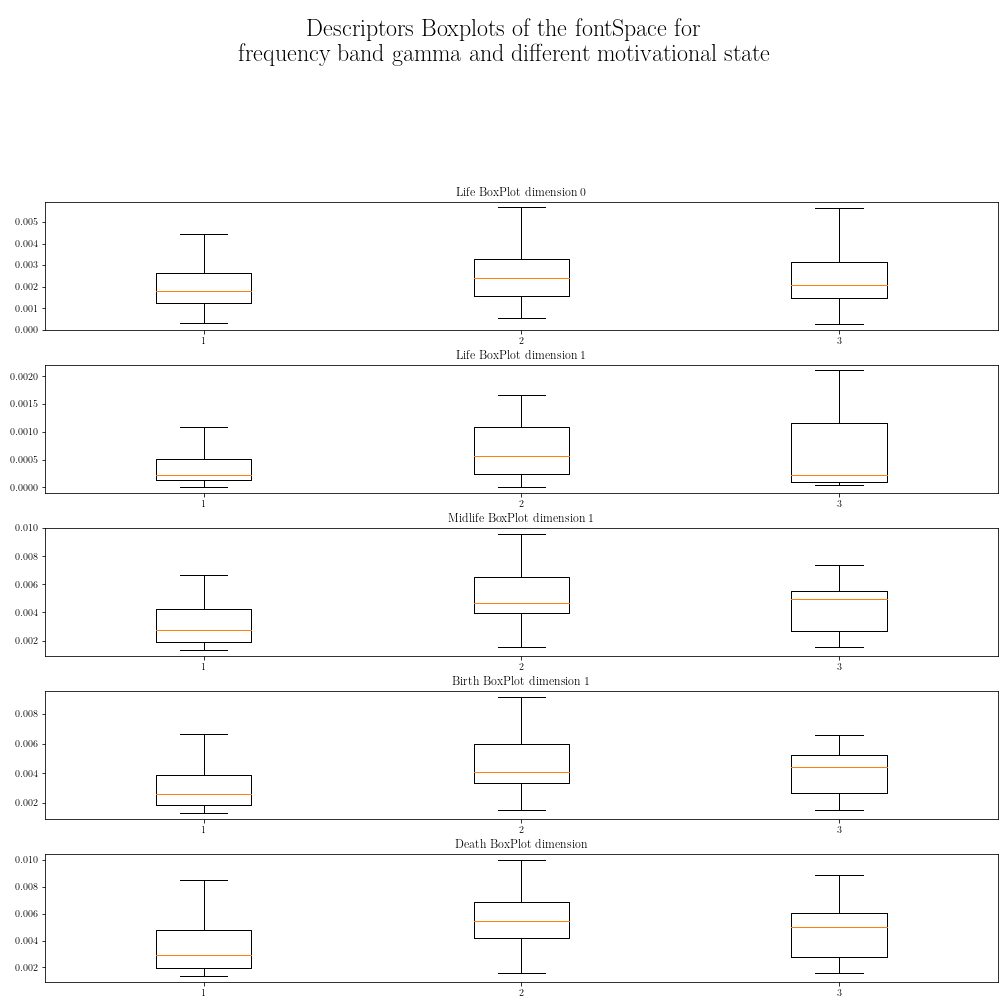 Descriptors Boxplots of the fontSpace for
frequency band gamma and different motivational state
Life BoxPlot dimension 0
0.005
0.004
0.003
0.002
0.001
0.000
1 2 3
Life BoxPlot dimension 1
0.0020
0.0015
0.0010
0.0005
0.0000
1 2 3
Midlife BoxPlot dimension 1
0.010
0.008
0.006
0.004
0.002
1 2 3
Birth BoxPlot dimension 1
0.008
0.006
0.004
0.002
1 2 3
Death BoxPlot dimension
0.010
0.008
0.006
0.004
0.002
1 2 3